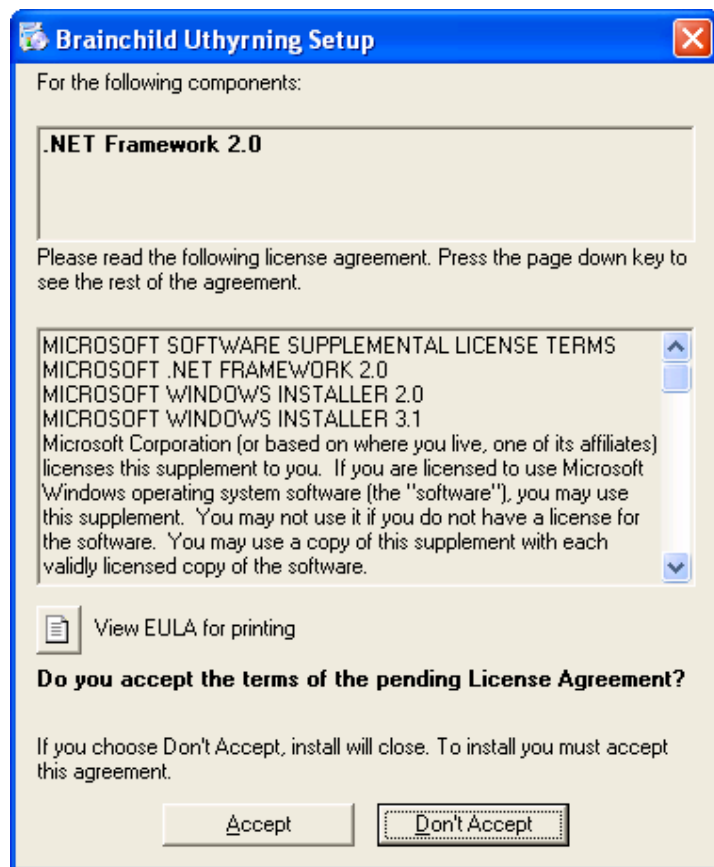 Brainchild Uthyrning Setup
For the following components:
.NET Framework 2.0
Please read the following license agreement. Press the page down key to
see the rest of the agreement.
MICROSOFT SOFTWARE SUPPLEMENTAL LICENSE TERMS
MICROSOFT .NET FRAMEWORK 2.0
MICROSOFT WINDOWS INSTALLER 2.0
MICROSOFT WINDOWS INSTALLER 3.1
Microsoft Corporation (or based on where you live, one of its affiliates)
licenses this supplement to you.  If you are licensed to use Microsoft
Windows operating system software (the "software"), you may use
this supplement.  You may not use it if you do not have a license for
the software.  You may use a copy of this supplement with each
validly licensed copy of the software.
View EULA for printing
Do you accept the terms of the pending License Agreement?
If you choose Don't Accept, install will close. To install you must accept
this agreement.
Accept
Don't Accept